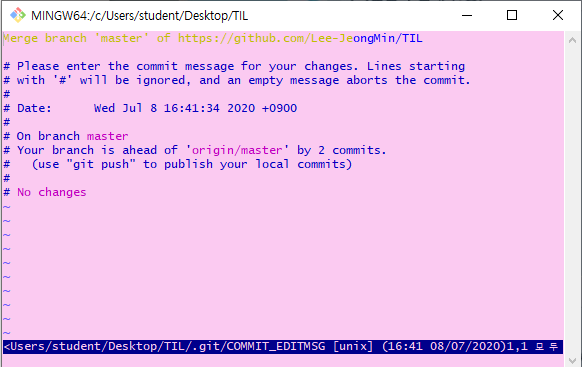 MINGW64:/c/Users/student/Desktop/TIL
Merge branch 'master' of https://github.com/Lee-JeongMin/TIL
# Please enter the commit message for your changes. Lines starting
# with '#' will be ignored, and an empty message aborts the commit.
#
# Date:      Wed Jul 8 16:41:34 2020 +0900
#
# On branch master
# Your branch is ahead of 'origin/master' by 2 commits.
#   (use "git push" to publish your local commits)
#
# No changes
~
~
~
~
~
~
~
~
~
~
<Users/student/Desktop/TIL/.git/COMMIT_EDITMSG [unix] (16:41 08/07/2020)1,1 모 두